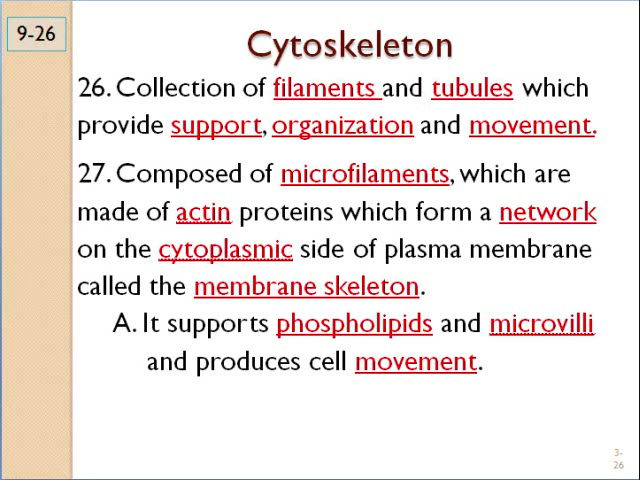 9-26
Cytoskeleton
26. Collection of filaments and tubules which
provide support, organization and movement.
27. Composed of microfilaments, which are
made of actin proteins which form a network
on the cytoplasmic side of plasma membrane
called the membrane skeleton.
A. It supports phospholipids and microvilli
and produces cell movement.
3-
26